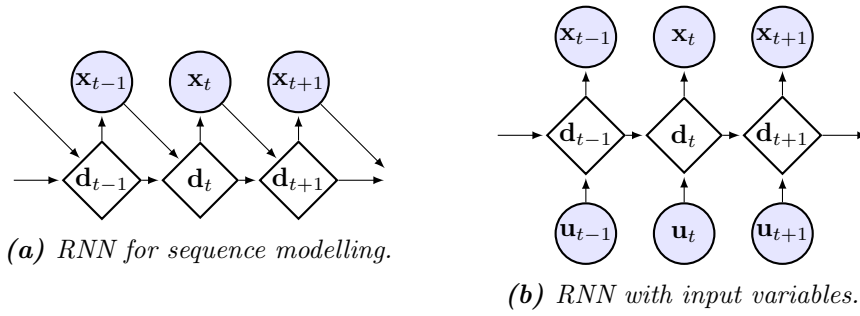 x_{t−1} x_t x_{t+1}
d_{t−1} d_t d_{t+1}
(a) RNN for sequence modelling.
x_{t−1} x_t x_{t+1}
d_{t−1} d_t d_{t+1}
u_{t−1} u_t u_{t+1}
(b) RNN with input variables.